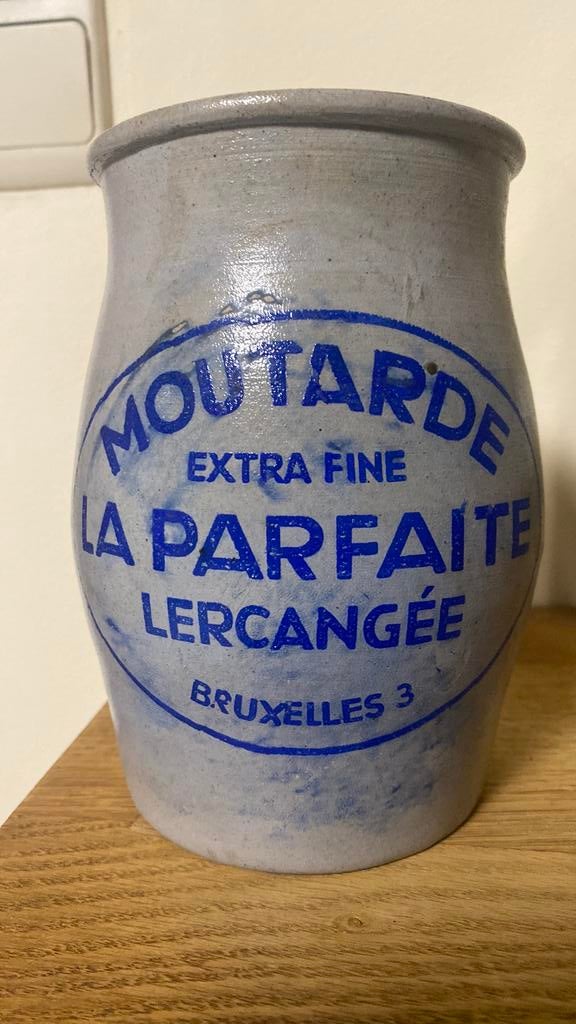 MOUTARDE
EXTRA FINE
LA PARFAITE
LERCANGÉE
BRUXELLES 3